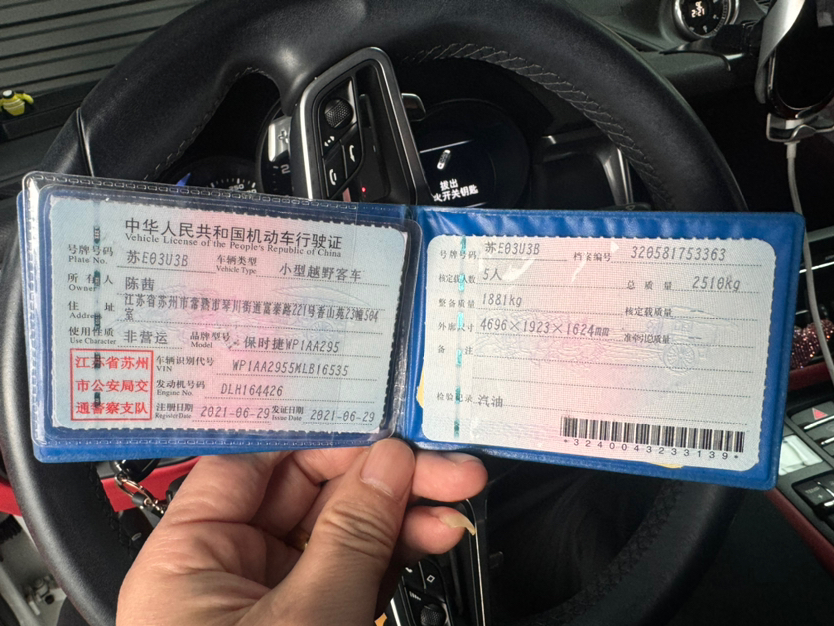 拔出
火开关钥匙
中华人民共和国机动车行驶证
Vehicle License of the People's Republic of China
号牌号码 苏E03U3B 车辆类型 小型越野客车
Plate No. Vehicle Type
所有人 陈茜
Owner
住址 江苏省苏州市常熟市琴川街道富泰路221号香山苑23幢504
室
Address
使用性质 非营运 品牌型号 保时捷WP1AA295
Use Character Model
江苏省苏州
市公安局交
通警察支队
车辆识别代号 WP1AA2955MLB16535
VIN
发动机号码 DLH164426
Engine No.
注册日期 2021-06-29 发证日期 2021-06-29
Register Date Issue Date
号牌号码 苏E03U3B 档案编号 320581753363
核定载人数 5人 总质量 2510kg
整备质量 1881kg 核定载质量
外廓尺寸 4696×1923×1624mm 准牵引总质量
备注
检验记录 汽油
*3240043233139*